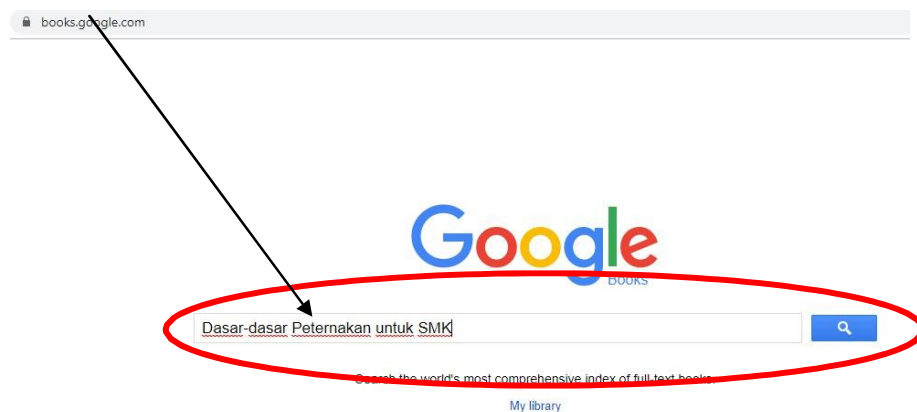 books.google.com
Google
BOOKS
Dasar-dasar Peternakan untuk SMK
Search the world's most comprehensive index of full-text books.
My library